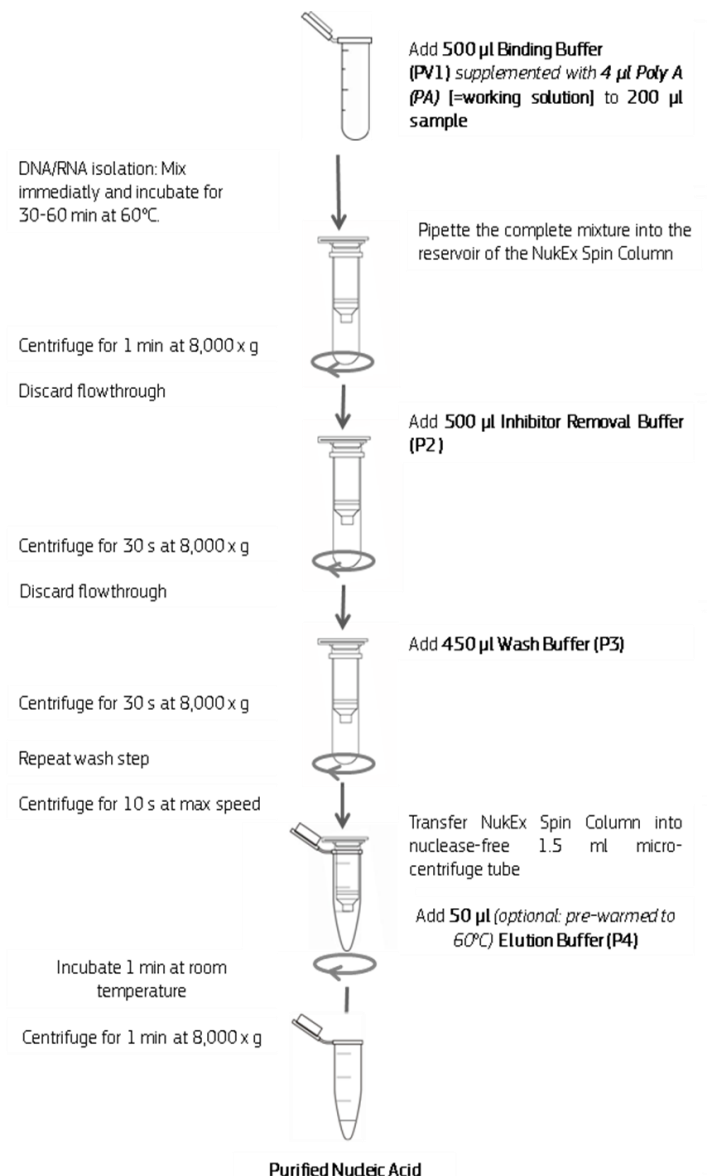 Add 500 µl Binding Buffer
(PV1) supplemented with 4 µl Poly A
(PA) [=working solution] to 200 µl
sample
DNA/RNA isolation: Mix
immediatly and incubate for
30-60 min at 60°C.
Pipette the complete mixture into the
reservoir of the NukEx Spin Column
Centrifuge for 1 min at 8,000 x g
Discard flowthrough
Add 500 µl Inhibitor Removal Buffer
(P2)
Centrifuge for 30 s at 8,000 x g
Discard flowthrough
Add 450 µl Wash Buffer (P3)
Centrifuge for 30 s at 8,000 x g
Repeat wash step
Centrifuge for 10 s at max speed
Transfer NukEx Spin Column into
nuclease-free 1.5 ml micro-
centrifuge tube
Add 50 µl (optional: pre-warmed to
60°C) Elution Buffer (P4)
Incubate 1 min at room
temperature
Centrifuge for 1 min at 8,000 x g
Purified Nucleic Acid